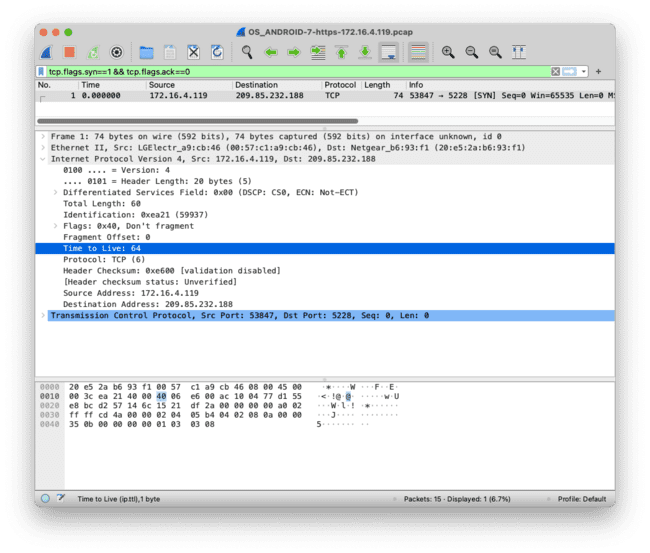 OS_ANDROID-7-https-172.16.4.119.pcap
tcp.flags.syn==1 && tcp.flags.ack==0
No. Time Source Destination Protocol Length Info
1 0.000000 172.16.4.119 209.85.232.188 TCP 74 53847 → 5228 [SYN] Seq=0 Win=65535 Len=0 MS
Frame 1: 74 bytes on wire (592 bits), 74 bytes captured (592 bits) on interface unknown, id 0
Ethernet II, Src: LGElectr_a9:cb:46 (00:57:c1:a9:cb:46), Dst: Netgear_b6:93:f1 (20:e5:2a:b6:93:f1)
Internet Protocol Version 4, Src: 172.16.4.119, Dst: 209.85.232.188
0100 .... = Version: 4
.... 0101 = Header Length: 20 bytes (5)
Differentiated Services Field: 0x00 (DSCP: CS0, ECN: Not-ECT)
Total Length: 60
Identification: 0xea21 (59937)
Flags: 0x40, Don't fragment
Fragment Offset: 0
Time to Live: 64
Protocol: TCP (6)
Header Checksum: 0xe600 [validation disabled]
[Header checksum status: Unverified]
Source Address: 172.16.4.119
Destination Address: 209.85.232.188
Transmission Control Protocol, Src Port: 53847, Dst Port: 5228, Seq: 0, Len: 0
0000 20 e5 2a b6 93 f1 00 57 c1 a9 cb 46 08 00 45 00 ·*····W ···F··E·
0010 00 3c ea 21 40 00 40 06 e6 00 ac 10 04 77 d1 55 ·<·!@·@· ·····w·U
0020 e8 bc d2 57 14 6c 15 21 df 2a 00 00 00 00 a0 02 ···W·l·! ·*······
0030 ff ff cd 4a 00 00 02 04 05 b4 04 02 08 0a 00 00 ···J···· ········
0040 35 0b 00 00 00 00 01 03 03 08 5······· ··
Time to Live (ip.ttl), 1 byte
Packets: 15 · Displayed: 1 (6.7%)
Profile: Default